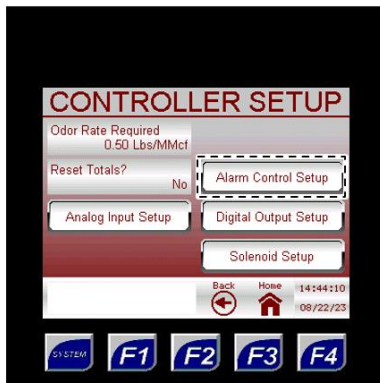 CONTROLLER SETUP
Odor Rate Required
0.50 Lbs/MMcf
Reset Totals?
No
Alarm Control Setup
Analog Input Setup
Digital Output Setup
Solenoid Setup
Back
Home
14:44:10
08/22/23
SYSTEM
F1
F2
F3
F4